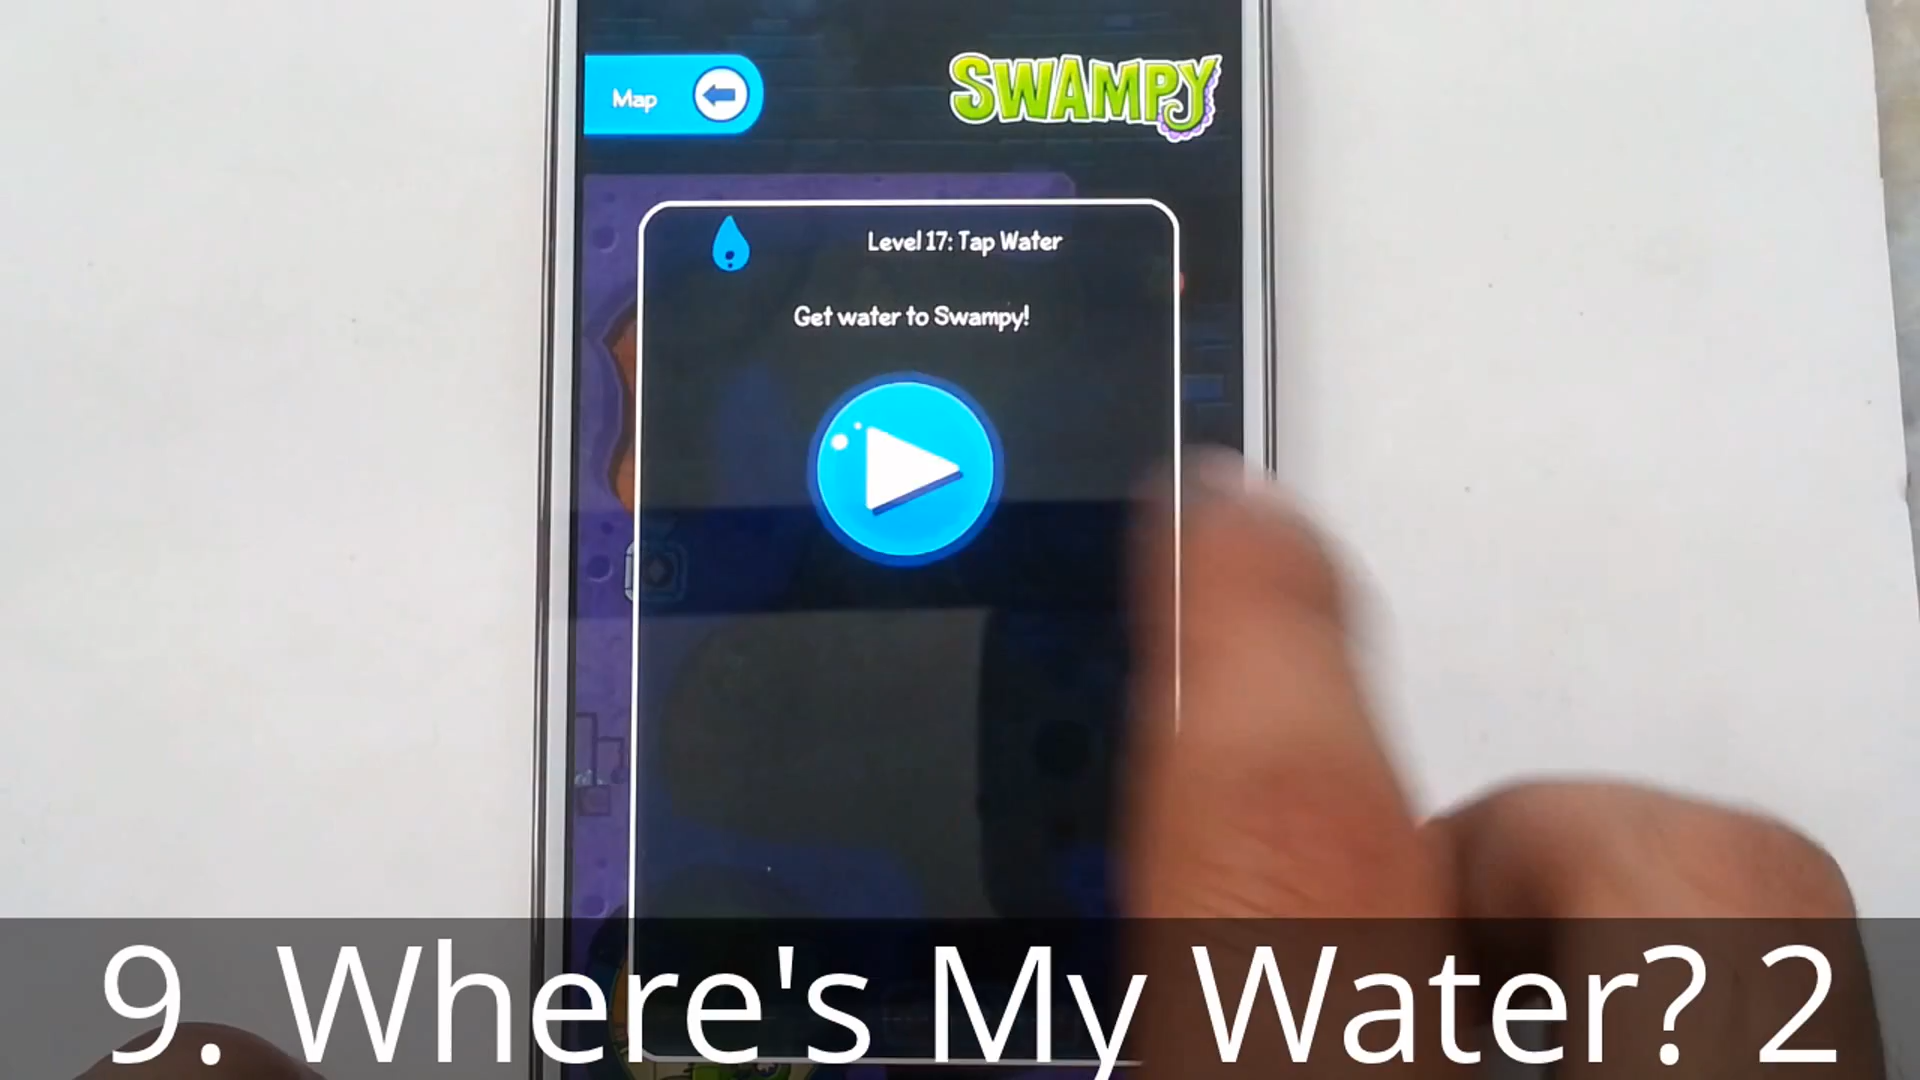 Map
SWAMPY
Level 17: Tap Water
Get water to Swampy!
9. Where's My Water? 2